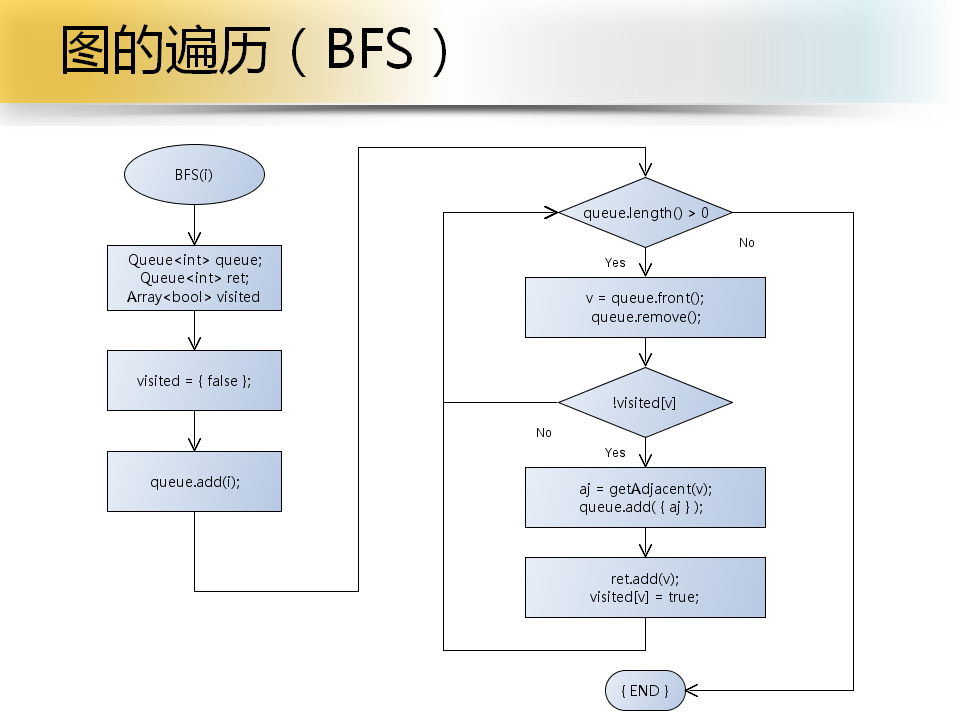 图的遍历（BFS）
BFS(i)
Queue<int> queue;
Queue<int> ret;
Array<bool> visited
visited = { false };
queue.add(i);
queue.length() > 0
No
Yes
v = queue.front();
queue.remove();
!visited[v]
No
Yes
aj = getAdjacent(v);
queue.add( { aj } );
ret.add(v);
visited[v] = true;
{ END }